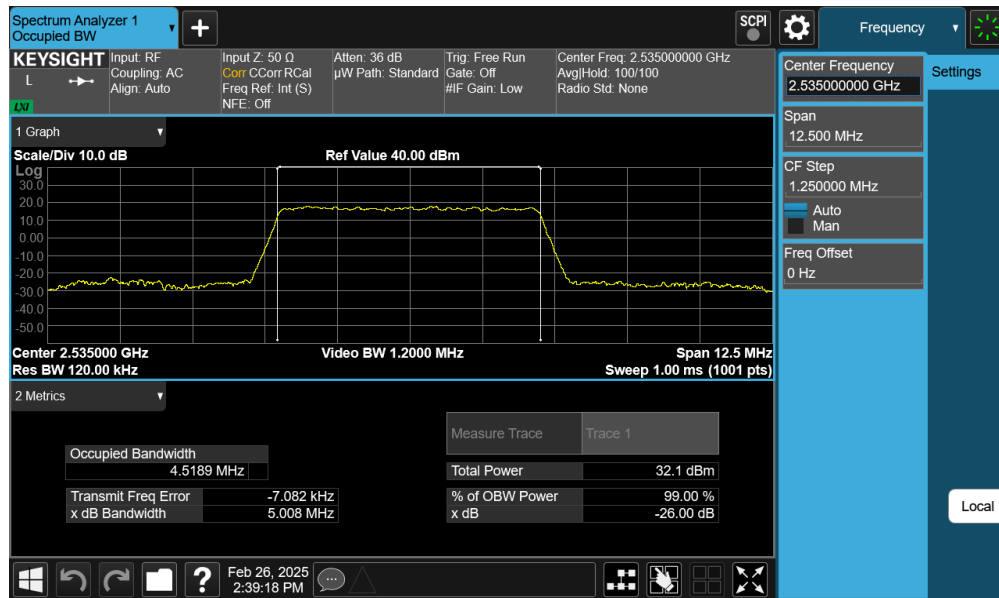 Spectrum Analyzer 1
Occupied BW
+
SCPI
Frequency
KEYSIGHT
L
LXI
Input: RF
Coupling: AC
Align: Auto
Input Z: 50 Ω
Corr CCorr RCal
Freq Ref: Int (S)
NFE: Off
Atten: 36 dB
µW Path: Standard
Trig: Free Run
Gate: Off
#IF Gain: Low
Center Freq: 2.535000000 GHz
Avg|Hold: 100/100
Radio Std: None
Center Frequency
2.535000000 GHz
Settings
Span
12.500 MHz
CF Step
1.250000 MHz
Auto
Man
Freq Offset
0 Hz
Local
1 Graph
Scale/Div 10.0 dB
Ref Value 40.00 dBm
Log
30.0
20.0
10.0
0.00
-10.0
-20.0
-30.0
-40.0
-50.0
Center 2.535000 GHz
Video BW 1.2000 MHz
Span 12.5 MHz
Res BW 120.00 kHz
Sweep 1.00 ms (1001 pts)
2 Metrics
Measure Trace
Trace 1
Occupied Bandwidth
4.5189 MHz
Total Power
32.1 dBm
Transmit Freq Error
-7.082 kHz
% of OBW Power
99.00 %
x dB Bandwidth
5.008 MHz
x dB
-26.00 dB
?
Feb 26, 2025
2:39:18 PM